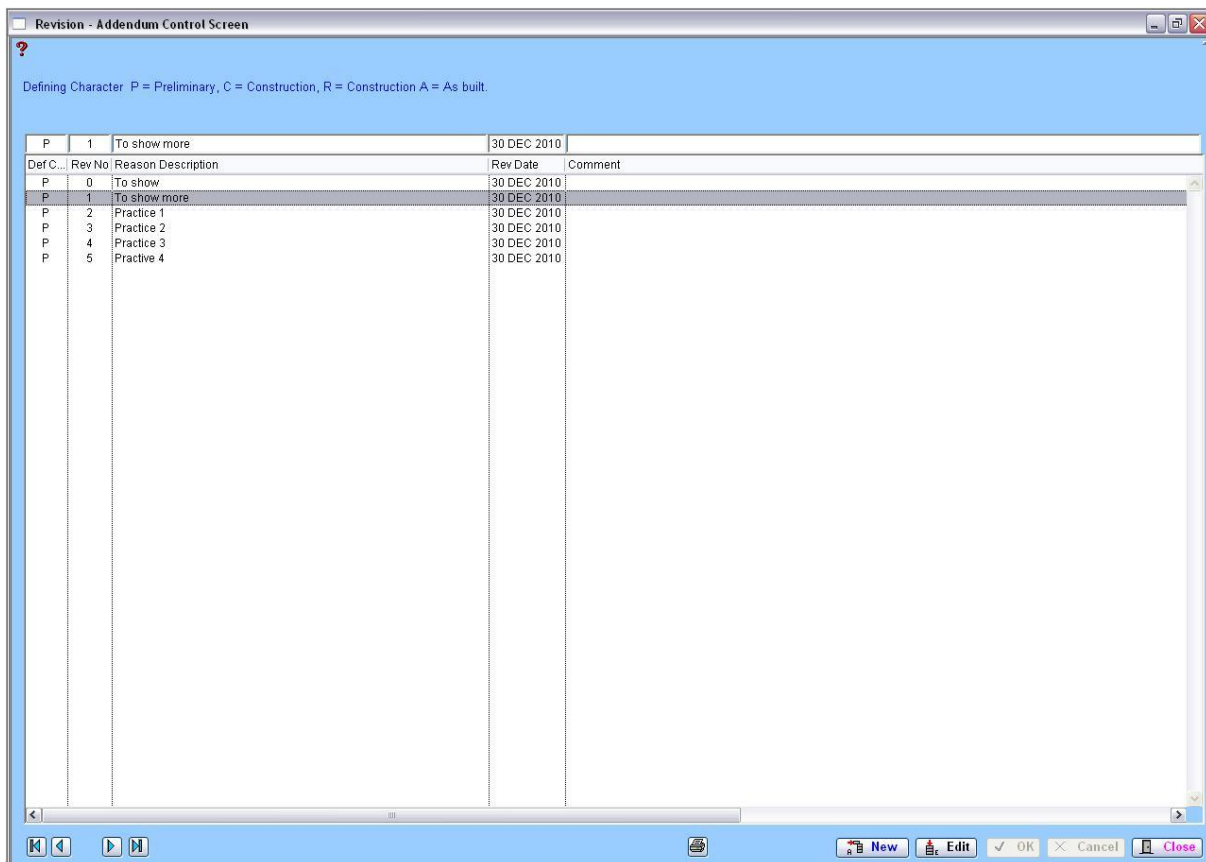 Revision - Addendum Control Screen
?
Defining Character P = Preliminary, C = Construction, R = Construction A = As built.
P 1 To show more 30 DEC 2010
Def C... Rev No Reason Description Rev Date Comment
P 0 To show 30 DEC 2010
P 1 To show more 30 DEC 2010
P 2 Practice 1 30 DEC 2010
P 3 Practice 2 30 DEC 2010
P 4 Practice 3 30 DEC 2010
P 5 Practive 4 30 DEC 2010
A New E Edit OK Cancel Close